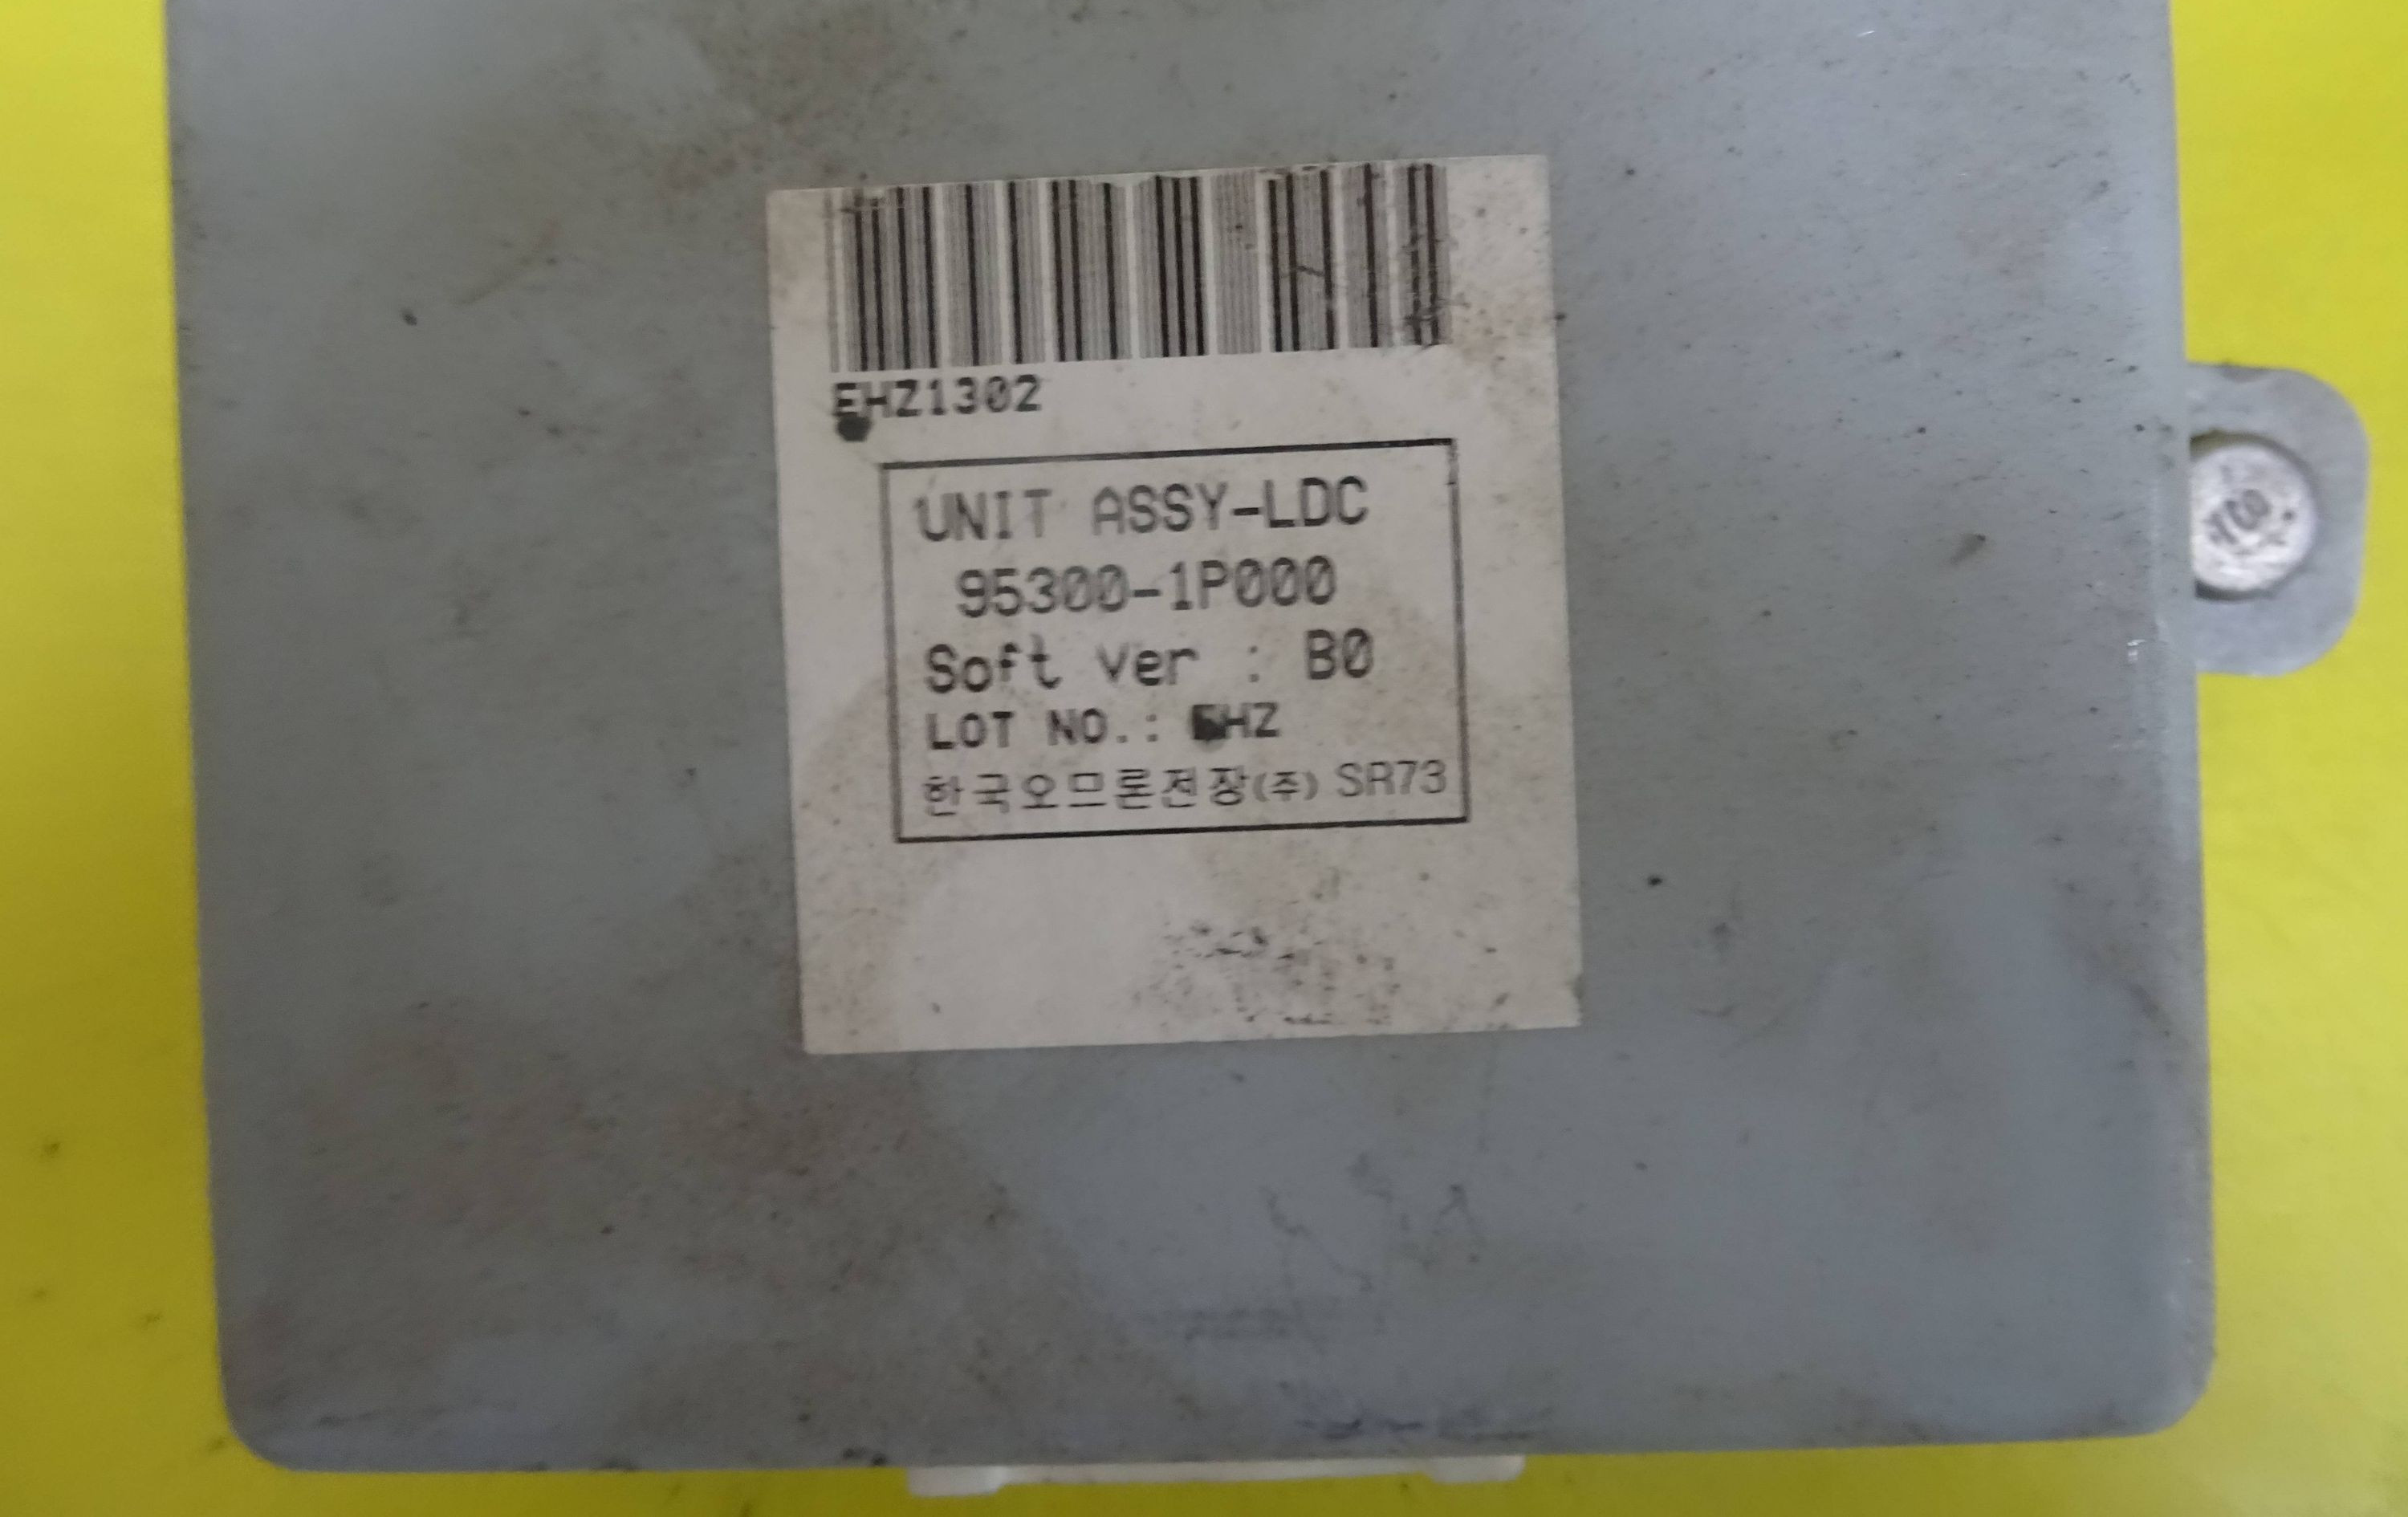 EHZ1302
UNIT ASSY-LDC
95300-1P000
Soft ver : B0
LOT NO.: EHZ
한국오므론전장(주) SR73